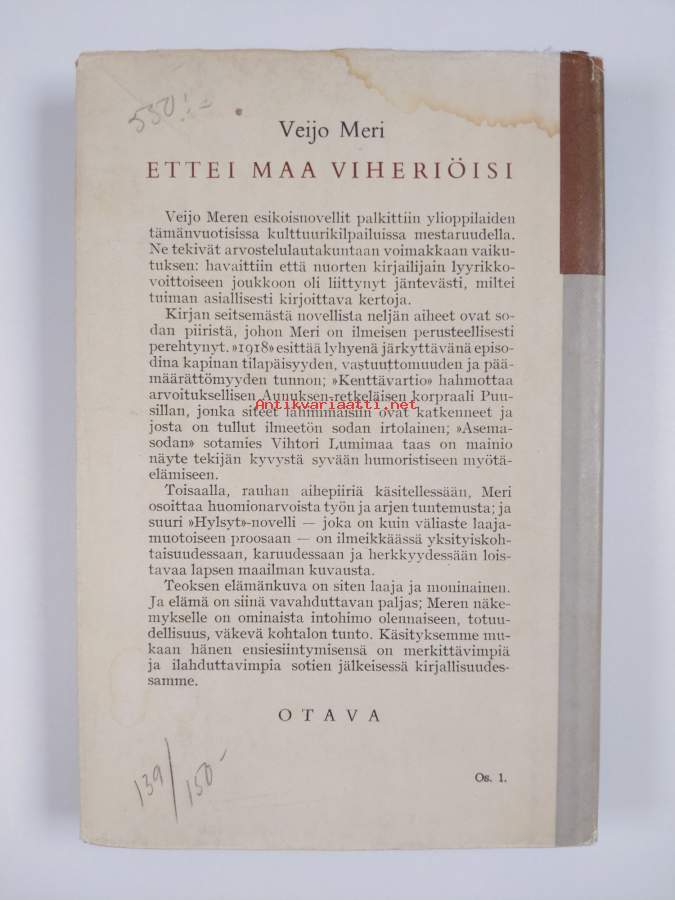 550:-
Veijo Meri
ETTEI MAA VIHERIÖISI
Veijo Meren esikoisnovellit palkittiin ylioppilaiden
tämänvuotisissa kulttuurikilpailuissa mestaruudella.
Ne tekivät arvostelulautakuntaan voimakkaan vaiku-
tuksen: havaittiin että nuorten kirjailijain lyyrikko-
voittoiseen joukkoon oli liittynyt jäntevästi, miltei
tuiman asiallisesti kirjoittava kertoja.
Kirjan seitsemästä novellista neljän aiheet ovat so-
dan piiristä, johon Meri on ilmeisen perusteellisesti
perehtynyt. »1918» esittää lyhyenä järkyttävänä episo-
dina kapinan tilapäisyyden, vastuuttomuuden ja pää-
määrättömyyden tunnon; »Kenttävartio» hahmottaa
arvoituksellisen Aunuksen-retkeläisen korpraali Puu-
sillan, jonka siteet lähimmäisiin ovat katkenneet ja
Antikvariaatti.net
josta on tullut ilmeetön sodan irtolainen; »Asema-
sodan» sotamies Vihtori Lumimaa taas on mainio
näyte tekijän kyvystä syvään humoristiseen myötä-
elämiseen.
Toisaalla, rauhan aihepiiriä käsitellessään, Meri
osoittaa huomionarvoista työn ja arjen tuntemusta; ja
suuri »Hylsyt»-novelli — joka on kuin väliaste laaja-
muotoiseen proosaan — on ilmeikkäässä yksityiskoh-
taisuudessaan, karuudessaan ja herkkyydessään lois-
tavaa lapsen maailman kuvausta.
Teoksen elämänkuva on siten laaja ja moninainen.
Ja elämä on siinä vavahduttavan paljas; Meren näke-
mykselle on ominaista intohimo olennaiseen, totuu-
dellisuus, väkevä kohtalon tunto. Käsityksemme mu-
kaan hänen ensiesiintymisensä on merkittävimpiä
ja ilahduttavimpia sotien jälkeisessä kirjallisuudes-
samme.
OTAVA
139/150-
Os. 1.